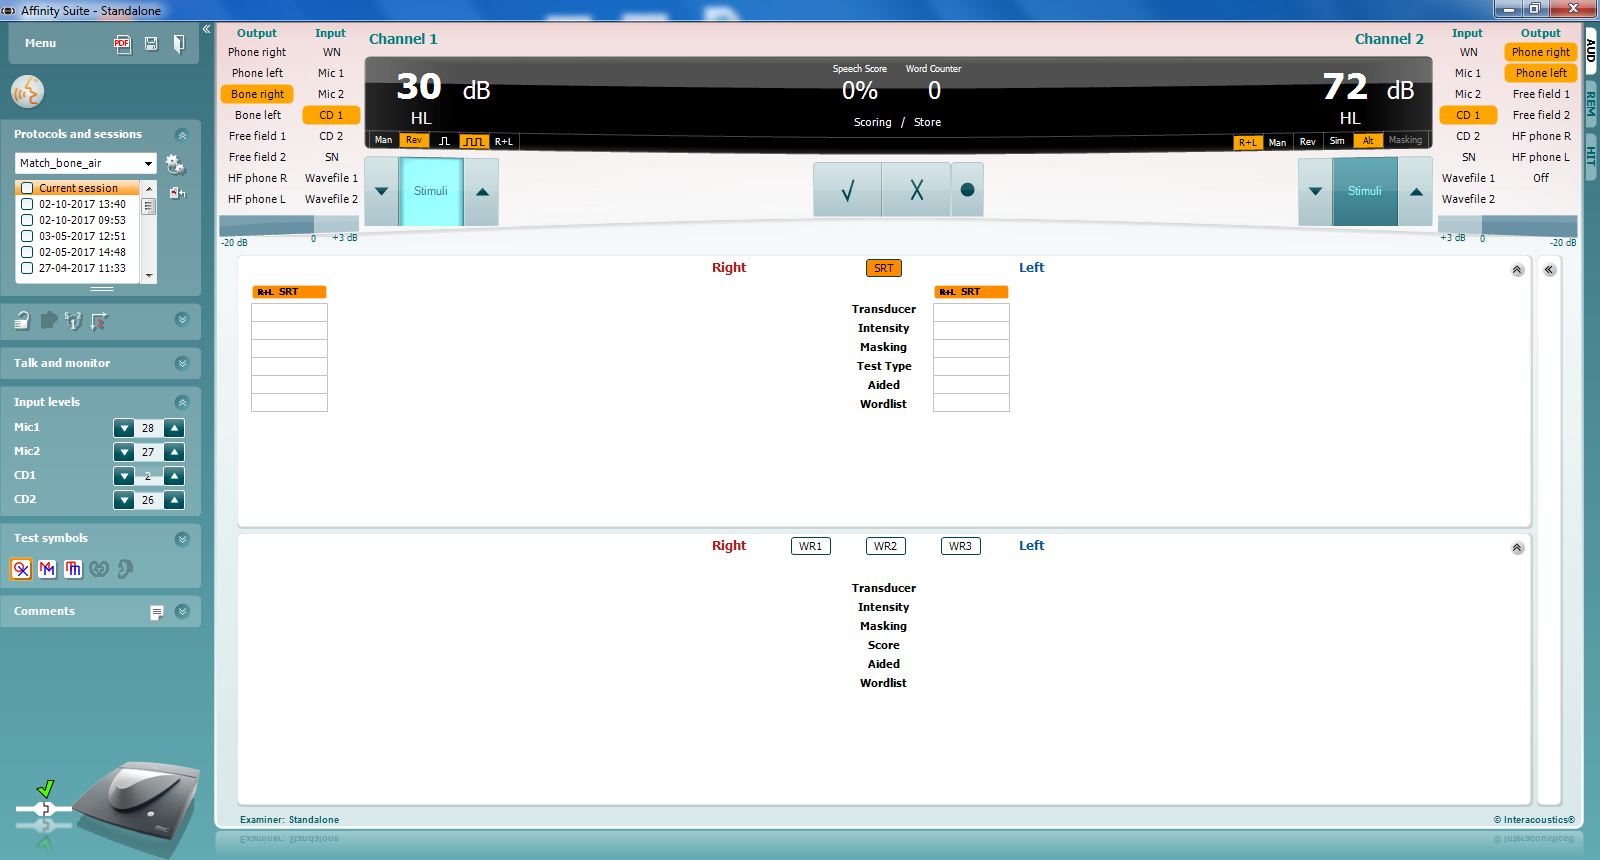 Affinity Suite - Standalone
Menu
PDF
Protocols and sessions
Match_bone_air
Current session
02-10-2017 13:40
02-10-2017 09:53
03-05-2017 12:51
02-05-2017 14:48
27-04-2017 11:33
Talk and monitor
Input levels
Mic1 28
Mic2 27
CD1 2
CD2 26
Test symbols
Comments
Output Input
Phone right WN
Phone left Mic 1
Bone right Mic 2
Bone left CD 1
Free field 1 CD 2
Free field 2 SN
HF phone R Wavefile 1
HF phone L Wavefile 2
-20 dB 0 +3 dB
Channel 1 Channel 2
30 dB
HL
Speech Score Word Counter
0% 0
Scoring / Store
72 dB
HL
Man Rev R+L
R+L Man Rev Sim Alt Masking
Stimuli X Stimuli
Input Output
WN Phone right
Mic 1 Phone left
Mic 2 Free field 1
CD 1 Free field 2
CD 2 HF phone R
SN HF phone L
Wavefile 1 Off
Wavefile 2
+3 dB 0 -20 dB
AUD
REM
HIT
Right SRT Left
R+L SRT R+L SRT
Transducer
Intensity
Masking
Test Type
Aided
Wordlist
Right WR1 WR2 WR3 Left
Transducer
Intensity
Masking
Score
Aided
Wordlist
Examiner: Standalone © Interacoustics®